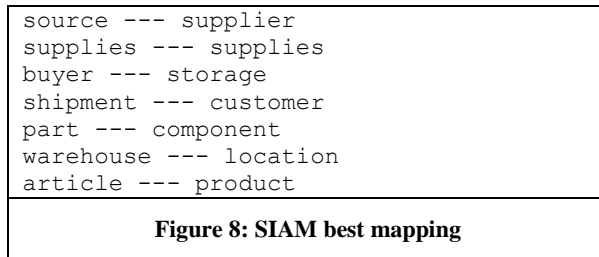 source --- supplier
supplies --- supplies
buyer --- storage
shipment --- customer
part --- component
warehouse --- location
article --- product
Figure 8: SIAM best mapping